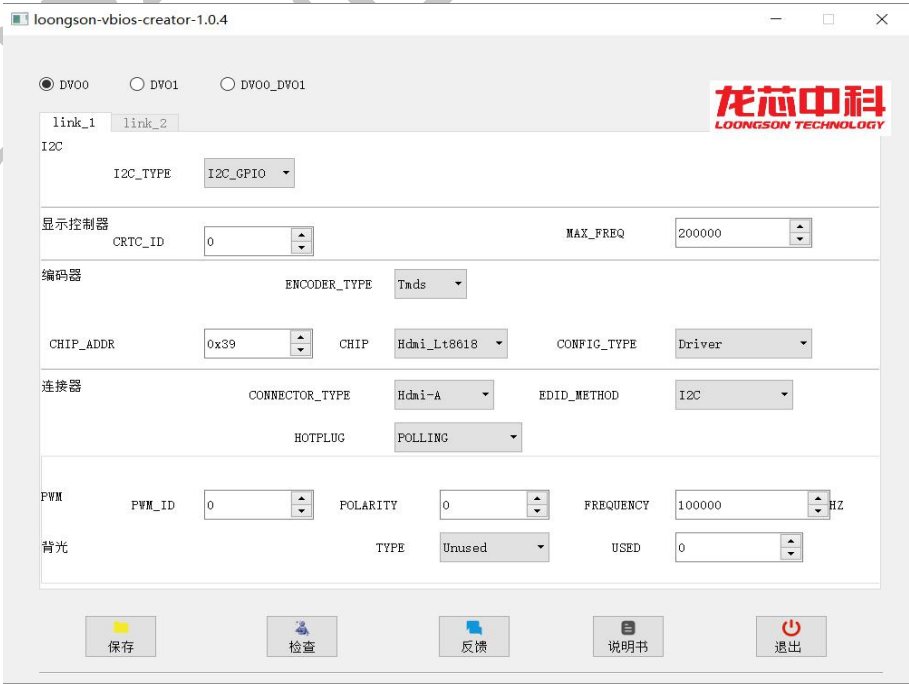 loongson-vbios-creator-1.0.4
DVO0 DVO1 DVO0_DVO1
龙芯中科
LOONGSON TECHNOLOGY
link_1 link_2
I2C
I2C_TYPE I2C_GPIO
显示控制器
CRTC_ID 0 MAX_FREQ 200000
编码器
ENCODER_TYPE Tmds
CHIP_ADDR 0x39 CHIP Hdmi_Lt8618 CONFIG_TYPE Driver
连接器
CONNECTOR_TYPE Hdmi-A EDID_METHOD I2C
HOTPLUG POLLING
PWM PWM_ID 0 POLARITY 0 FREQUENCY 100000 HZ
背光 TYPE Unused USED 0
保存 检查 反馈 说明书 退出